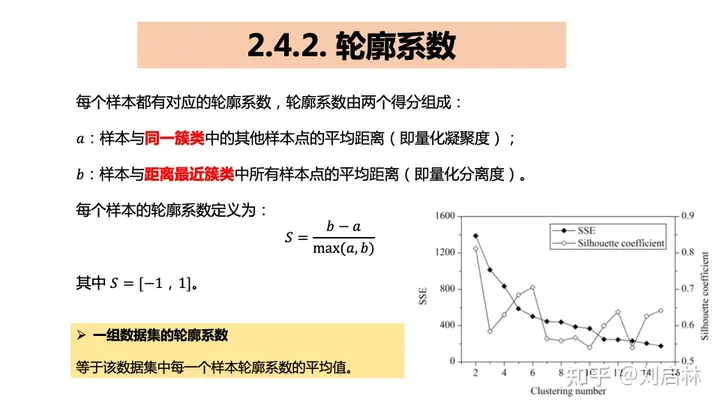 2.4.2. 轮廓系数
每个样本都有对应的轮廓系数，轮廓系数由两个得分组成：
a：样本与同一簇类中的其他样本点的平均距离（即量化凝聚度）；
b：样本与距离最近簇类中所有样本点的平均距离（即量化分离度）。
每个样本的轮廓系数定义为：
S = (b − a) / max(a, b)
其中 S = [−1，1]。
➢ 一组数据集的轮廓系数
等于该数据集中每一个样本轮廓系数的平均值。
SSE
Silhouette coefficient
1600
1200
800
400
0
SSE
0.9
0.8
0.7
0.6
0.5
Silhouette coefficient
2 4 6 8 10 12 14 16
Clustering number
知乎 @刘启林